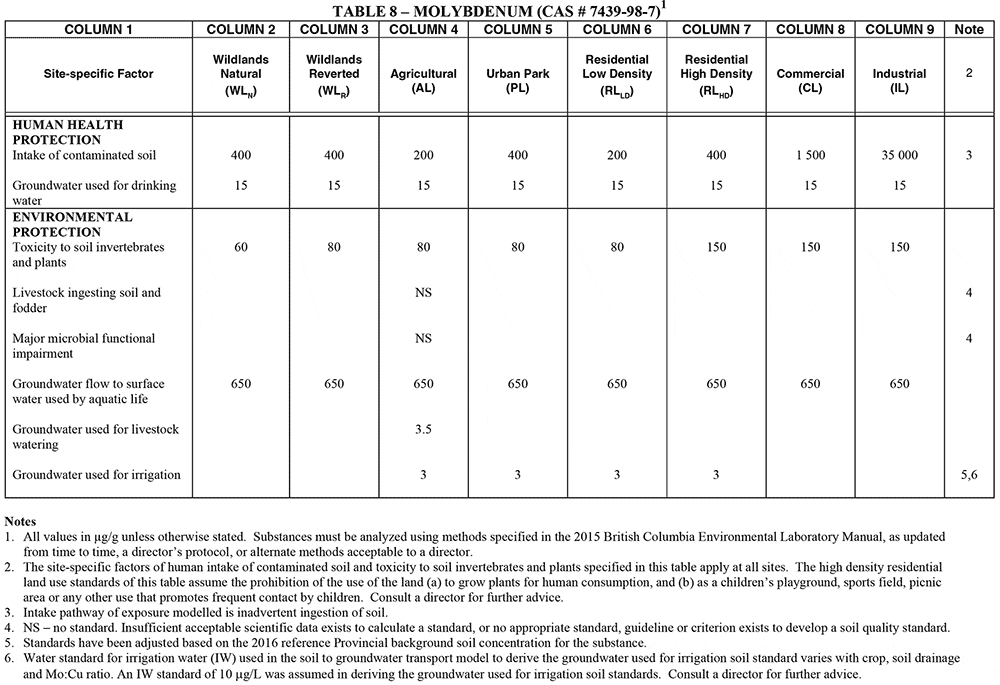 TABLE 8 – MOLYBDENUM (CAS # 7439-98-7)1
COLUMN 1 COLUMN 2 COLUMN 3 COLUMN 4 COLUMN 5 COLUMN 6 COLUMN 7 COLUMN 8 COLUMN 9 Note
Wildlands Wildlands Residential Residential
Site-specific Factor Natural Reverted Agricultural Urban Park Low Density High Density Commercial Industrial 2
(WLN) (WLR) (AL) (PL) (RLLD) (RLHD) (CL) (IL)
HUMAN HEALTH
PROTECTION
Intake of contaminated soil 400 400 200 400 200 400 1 500 35 000 3
Groundwater used for drinking 15 15 15 15 15 15 15 15
water
ENVIRONMENTAL
PROTECTION
Toxicity to soil invertebrates 60 80 80 80 80 150 150 150
and plants
Livestock ingesting soil and NS 4
fodder
Major microbial functional NS 4
impairment
Groundwater flow to surface 650 650 650 650 650 650 650 650
water used by aquatic life
Groundwater used for livestock 3.5
watering
Groundwater used for irrigation 3 3 3 3 5,6
Notes
1. All values in µg/g unless otherwise stated. Substances must be analyzed using methods specified in the 2015 British Columbia Environmental Laboratory Manual, as updated
from time to time, a director's protocol, or alternate methods acceptable to a director.
2. The site-specific factors of human intake of contaminated soil and toxicity to soil invertebrates and plants specified in this table apply at all sites. The high density residential
land use standards of this table assume the prohibition of the use of the land (a) to grow plants for human consumption, and (b) as a children's playground, sports field, picnic
area or any other use that promotes frequent contact by children. Consult a director for further advice.
3. Intake pathway of exposure modelled is inadvertent ingestion of soil.
4. NS – no standard. Insufficient acceptable scientific data exists to calculate a standard, or no appropriate standard, guideline or criterion exists to develop a soil quality standard.
5. Standards have been adjusted based on the 2016 reference Provincial background soil concentration for the substance.
6. Water standard for irrigation water (IW) used in the soil to groundwater transport model to derive the groundwater used for irrigation soil standard varies with crop, soil drainage
and Mo:Cu ratio. An IW standard of 10 µg/L was assumed in deriving the groundwater used for irrigation soil standards. Consult a director for further advice.